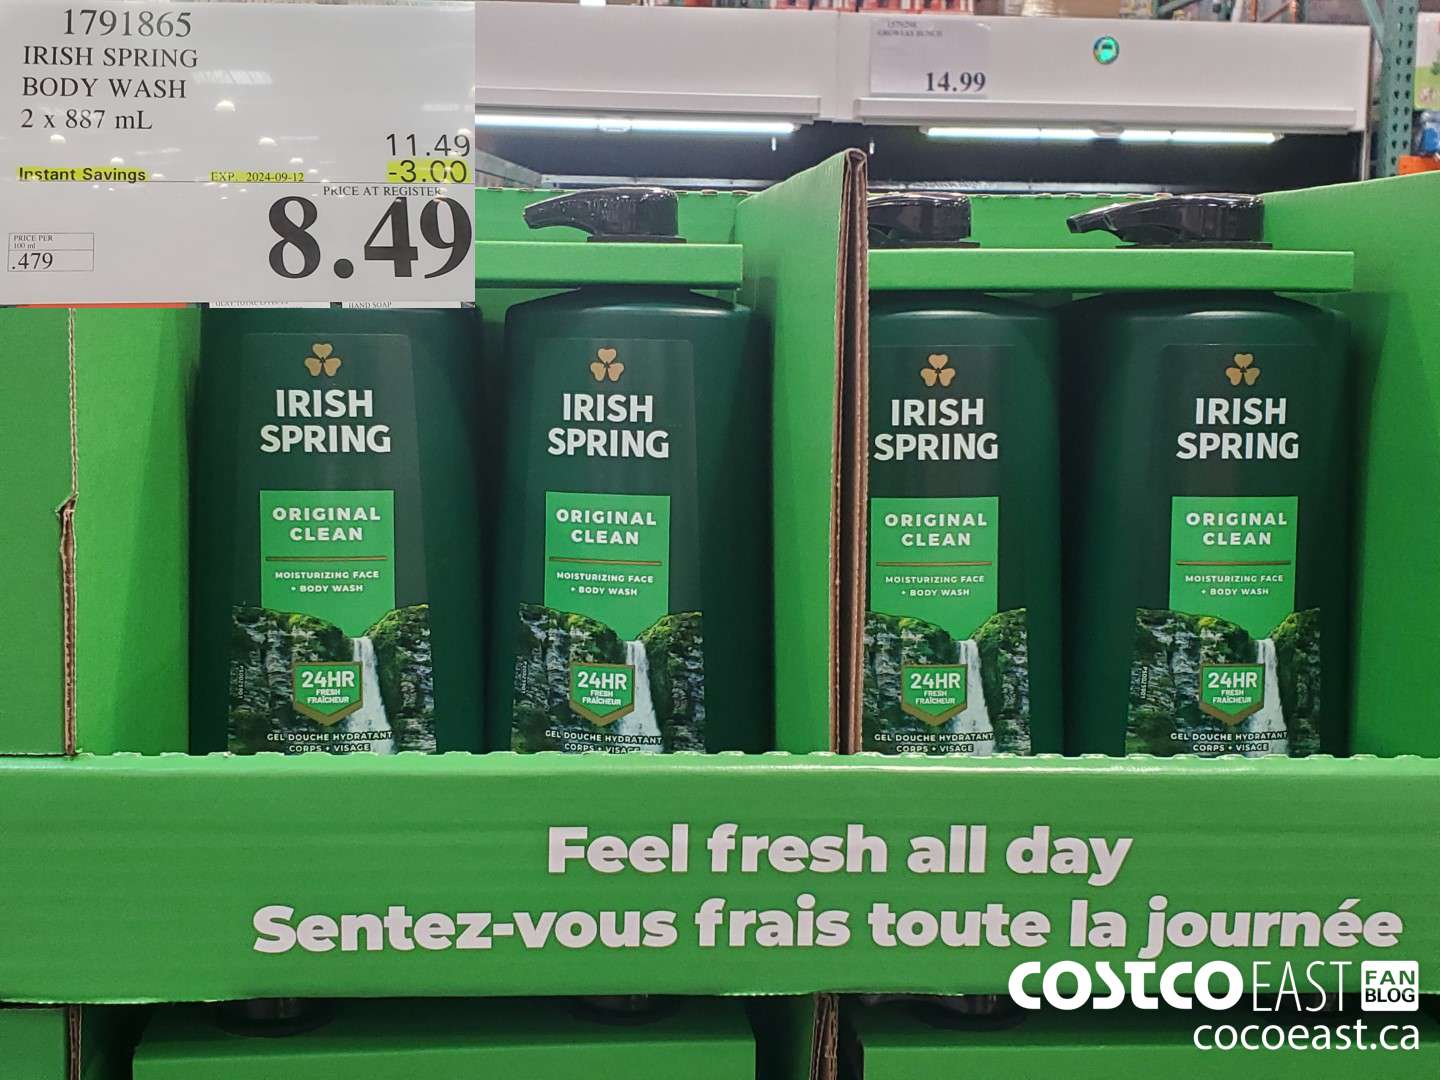 1791865
IRISH SPRING
BODY WASH
2 x 887 mL
11.49
Instant Savings
EXP. 2024-09-12
-3.00
PRICE AT REGISTER
8.49
PRICE PER
100 ml
.479
HAND SOAP
14.99
IRISH
SPRING
ORIGINAL
CLEAN
MOISTURIZING FACE
+ BODY WASH
24HR
FRESH
FRAÎCHEUR
GEL DOUCHE HYDRATANT
CORPS + VISAGE
IRISH
SPRING
ORIGINAL
CLEAN
MOISTURIZING FACE
+ BODY WASH
24HR
FRESH
FRAÎCHEUR
GEL DOUCHE HYDRATANT
CORPS + VISAGE
IRISH
SPRING
ORIGINAL
CLEAN
MOISTURIZING FACE
+ BODY WASH
24HR
FRESH
FRAÎCHEUR
GEL DOUCHE HYDRATANT
CORPS + VISAGE
IRISH
SPRING
ORIGINAL
CLEAN
MOISTURIZING FACE
+ BODY WASH
24HR
FRESH
FRAÎCHEUR
GEL DOUCHE HYDRATANT
CORPS + VISAGE
Feel fresh all day
Sentez-vous frais toute la journée
COSTCO EAST FAN
BLOG
cocoeast.ca